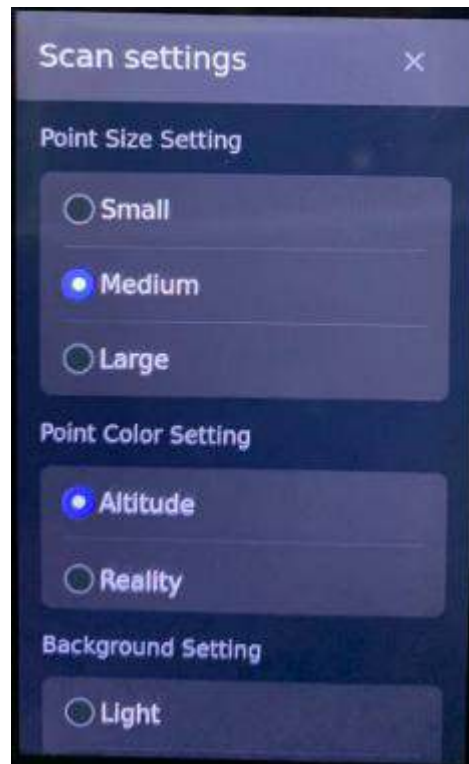 Scan settings
Point Size Setting
Small
Medium
Large
Point Color Setting
Altitude
Reality
Background Setting
Light